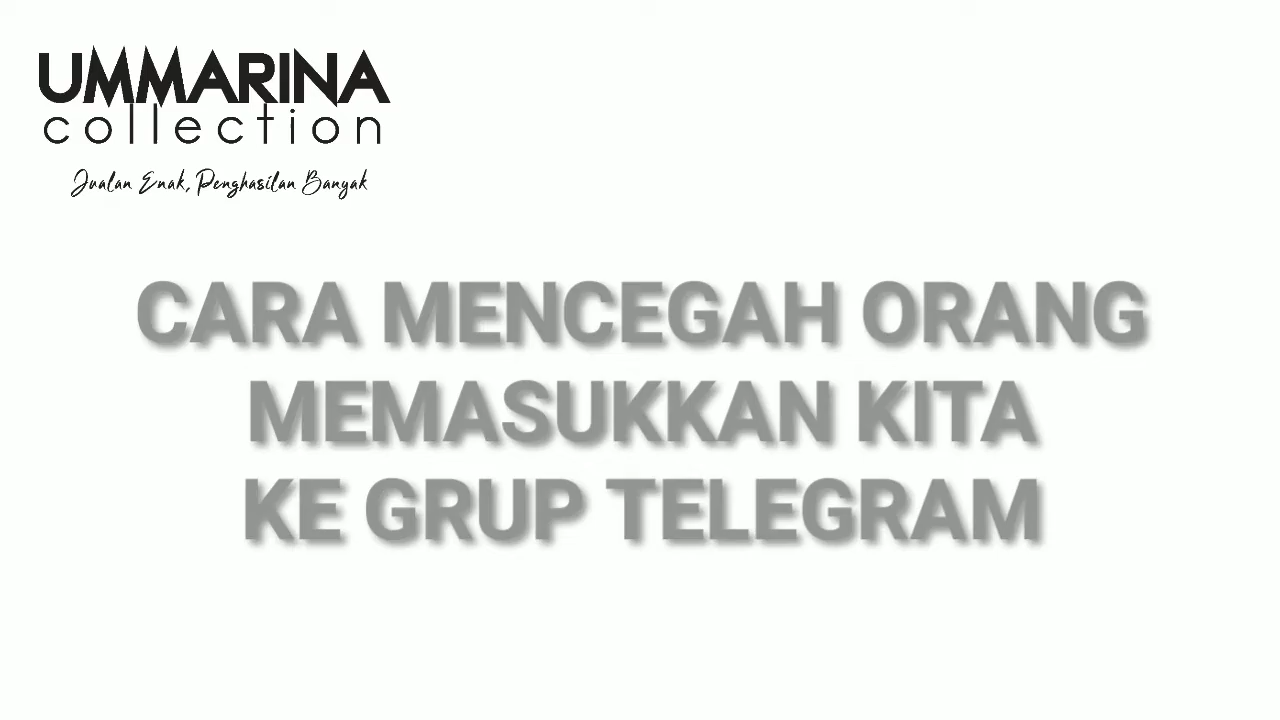 UMMARINA
collection
Jualan Enak, Penghasilan Banyak
CARA MENCEGAH ORANG
MEMASUKKAN KITA
KE GRUP TELEGRAM